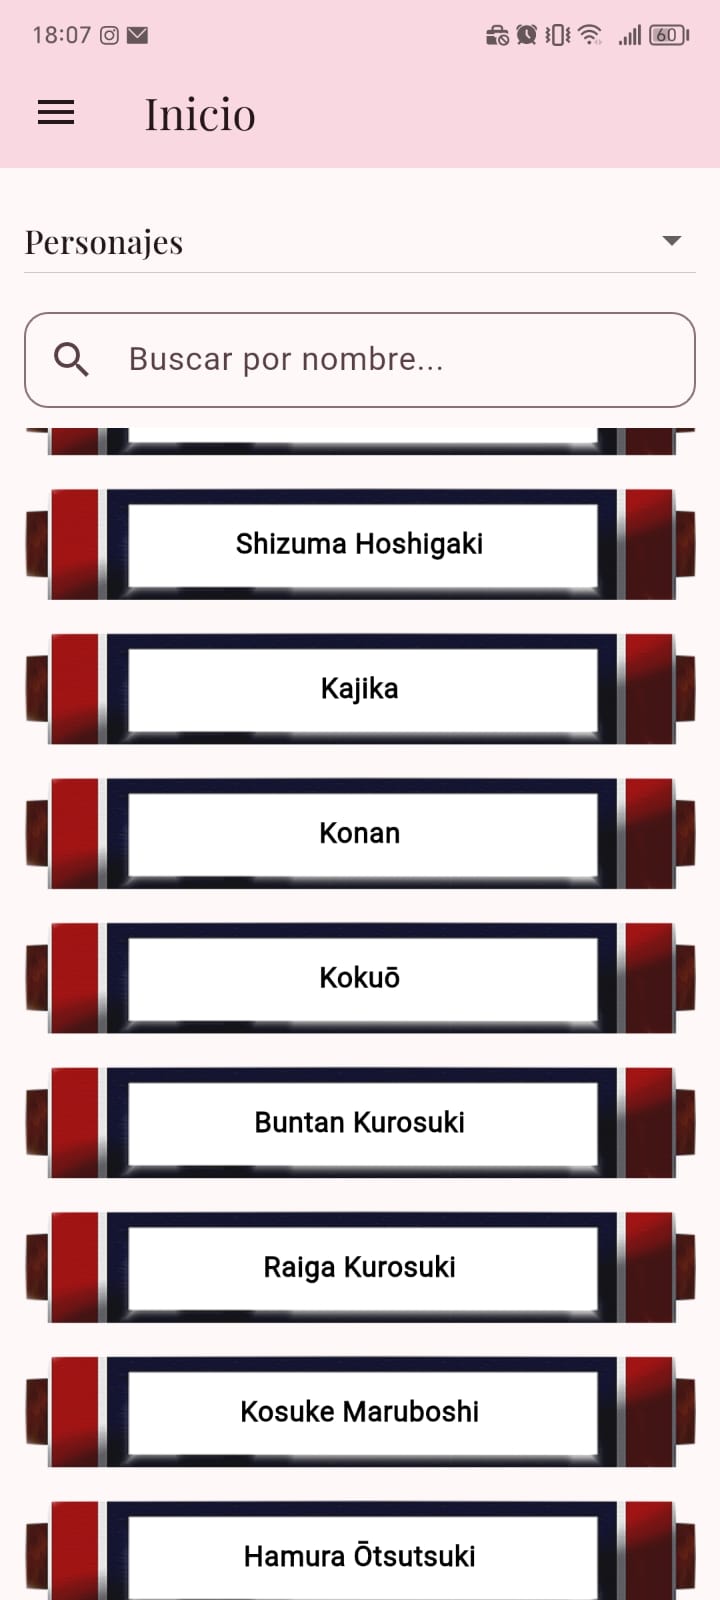 18:07
60
Inicio
Personajes
Buscar por nombre...
Shizuma Hoshigaki
Kajika
Konan
Kokuō
Buntan Kurosuki
Raiga Kurosuki
Kosuke Maruboshi
Hamura Ōtsutsuki